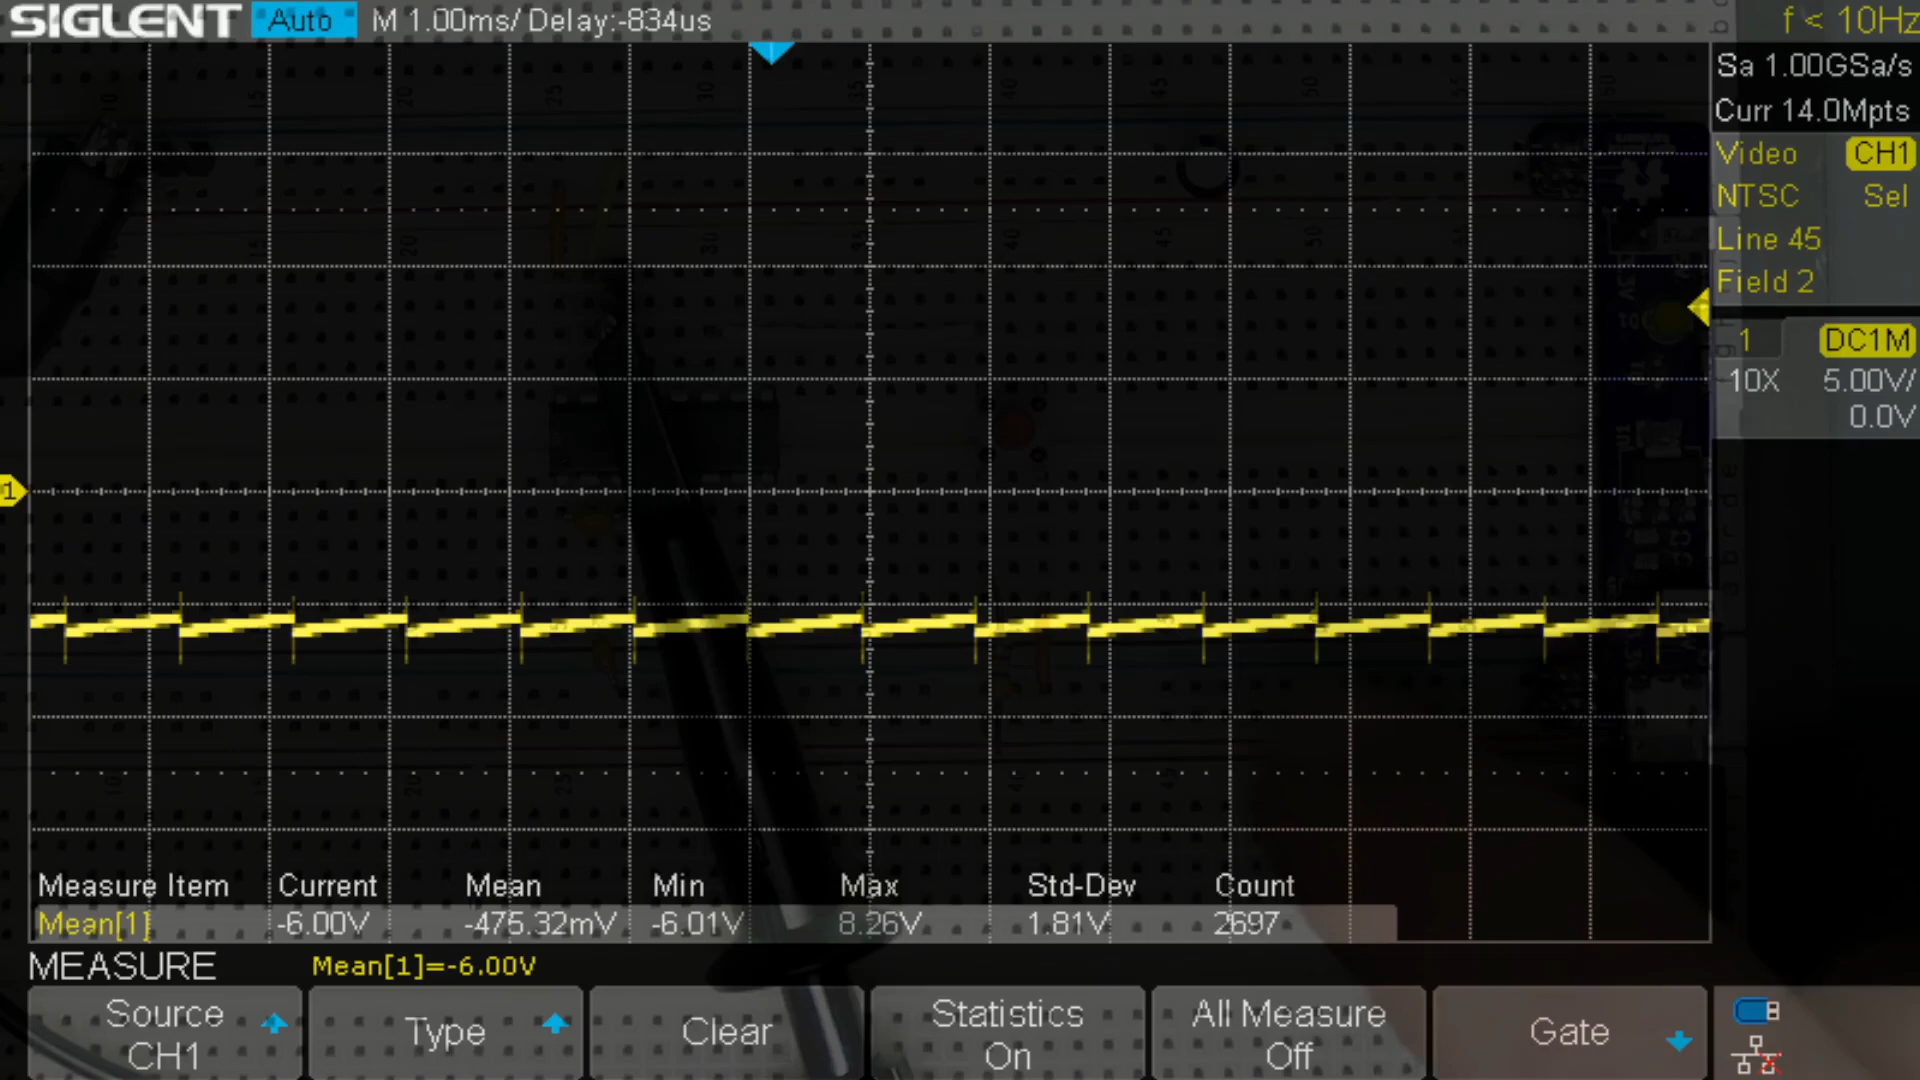 SIGLENT Auto M 1.00ms/ Delay:-834us f < 10Hz
Sa 1.00GSa/s
Curr 14.0Mpts
Video CH1
NTSC Sel
Line 45
Field 2
1 DC1M
10X 5.00V/
0.0V
1
Measure Item Current Mean Min Max Std-Dev Count
Mean[1] -6.00V -475.32mV -6.01V 8.26V 1.81V 2697
MEASURE Mean[1]=-6.00V
Source CH1
Type
Clear
Statistics On
All Measure Off
Gate